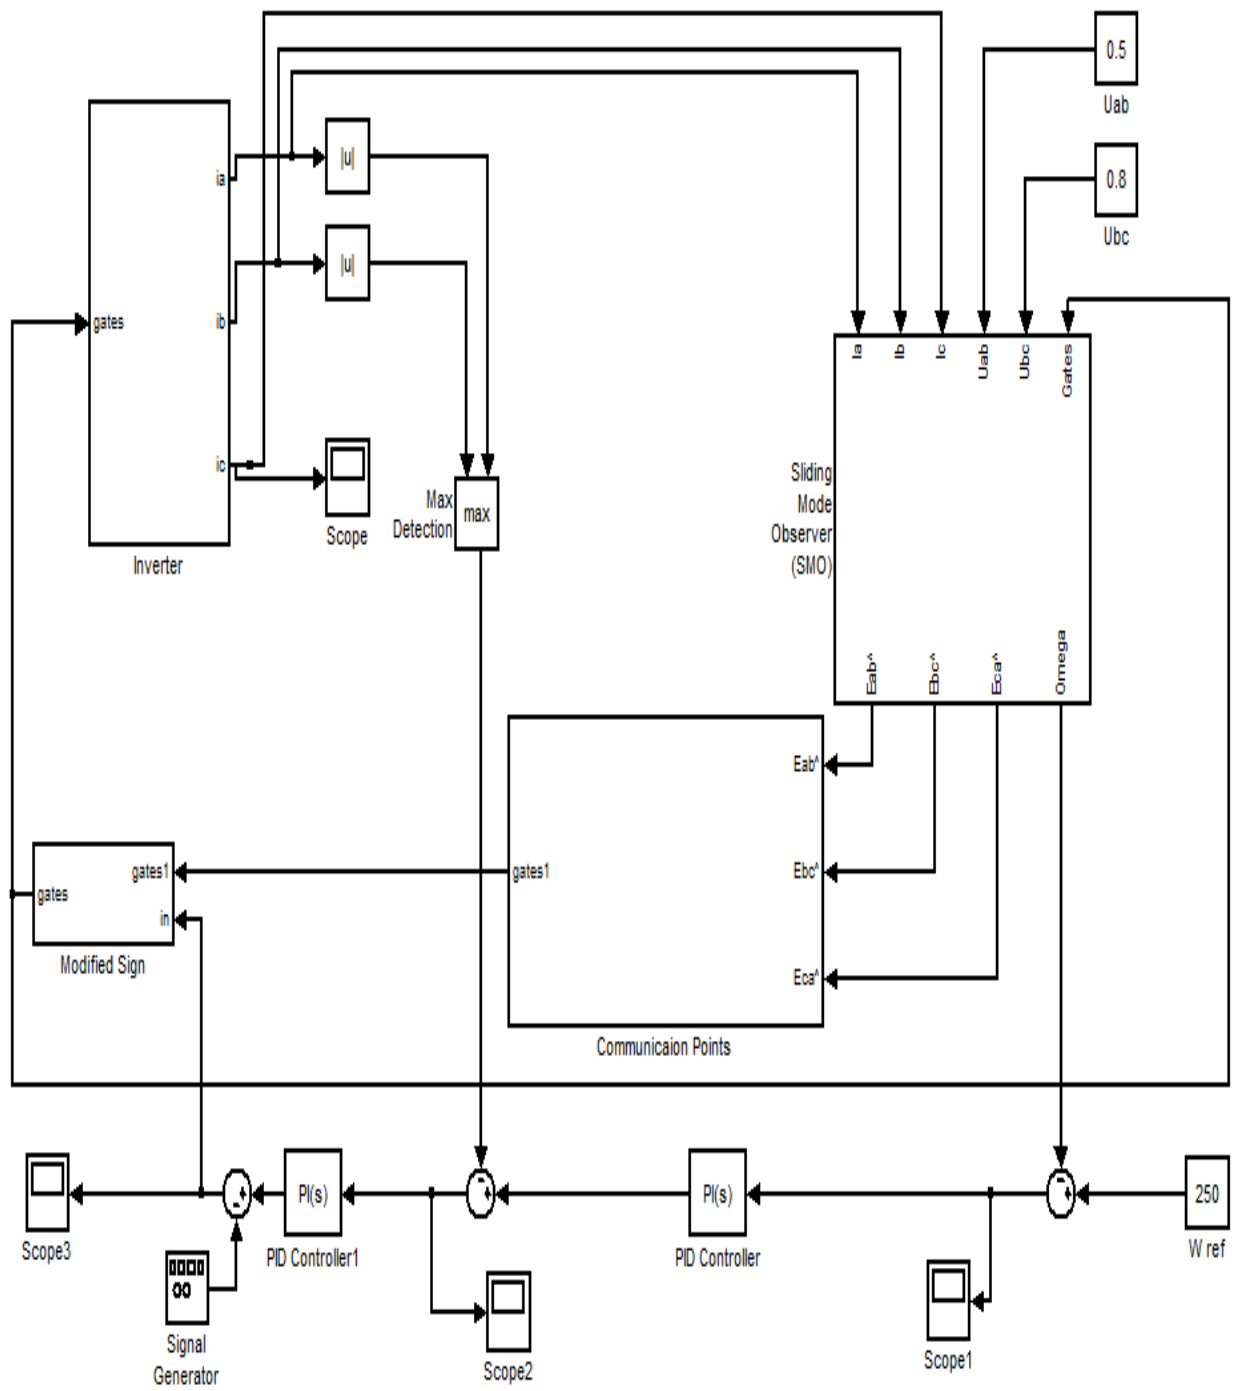 0.5
Uab
0.8
Ubc
|u|
|u|
ia
ib
ic
gates
Inverter
Scope
Max
Detection
max
Ia
Ib
Ic
Uab
Ubc
Gates
Sliding
Mode
Observer
(SMO)
Eab^
Ebc^
Eca^
Omega
Eab^
Ebc^
Eca^
gates1
Communicaion Points
gates1
gates
in
Modified Sign
Scope3
Signal
Generator
PI(s)
PID Controller1
Scope2
PI(s)
PID Controller
Scope1
250
W ref